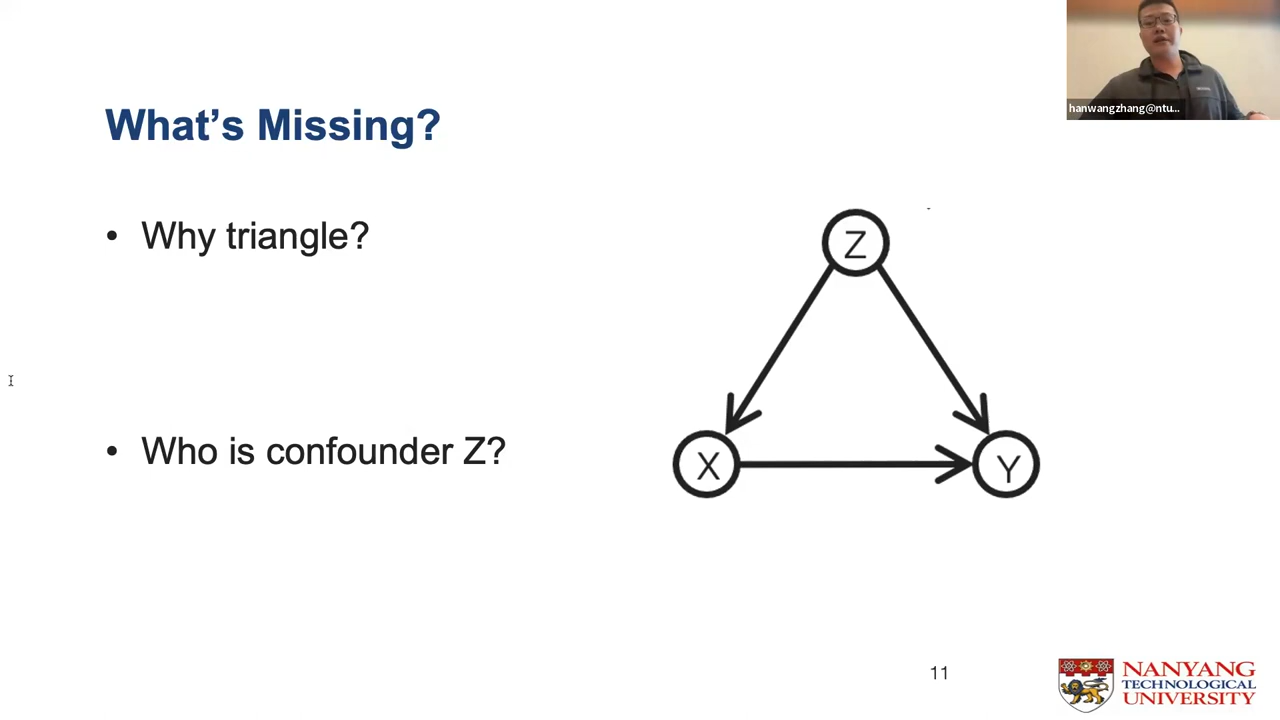 hanwangzhang@ntu...
What's Missing?
• Why triangle?
• Who is confounder Z?
Z
X
Y
11
NANYANG
TECHNOLOGICAL
UNIVERSITY